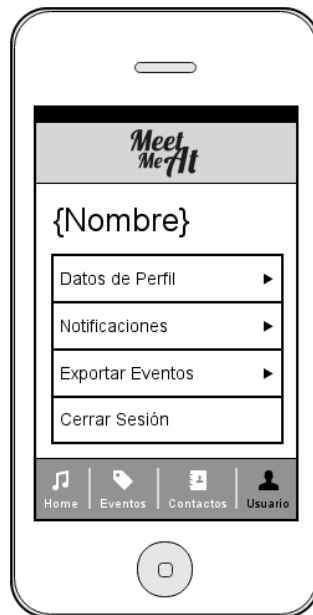 Meet
Me At
{Nombre}
Datos de Perfil
Notificaciones
Exportar Eventos
Cerrar Sesión
Home Eventos Contactos Usuario